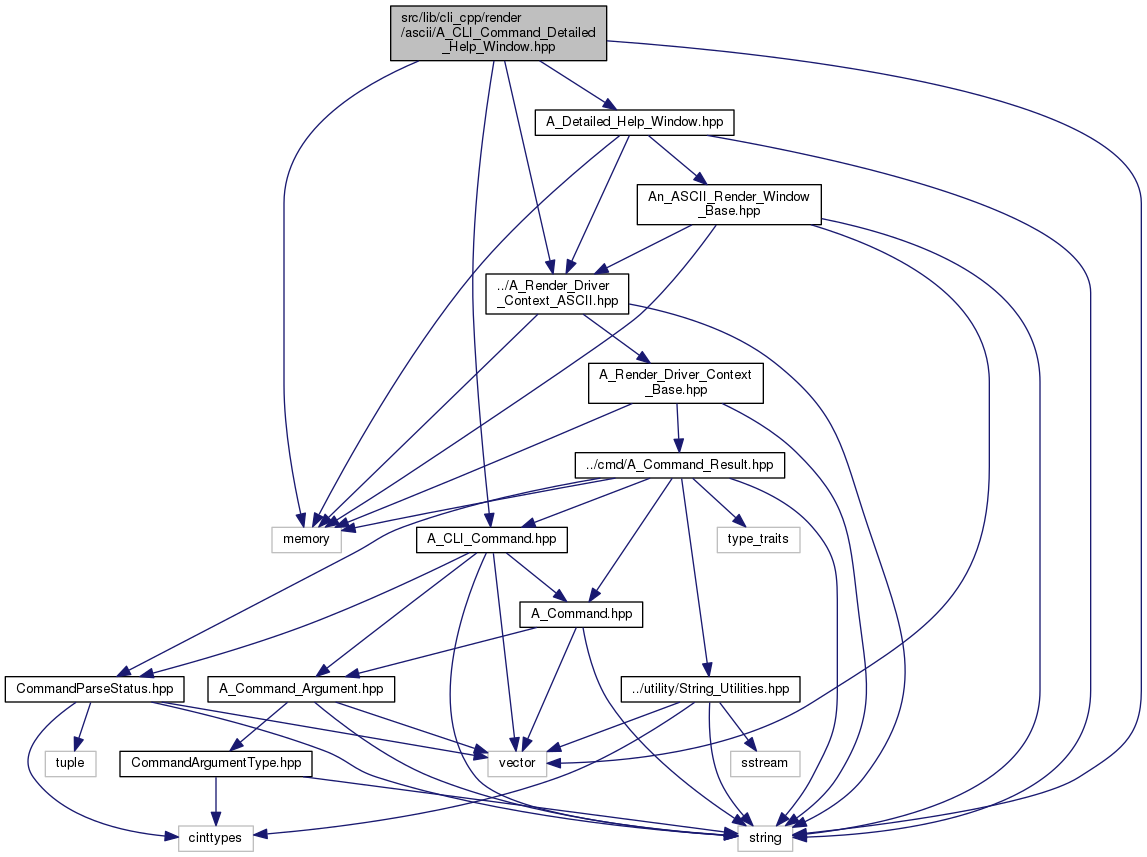 src/lib/cli_cpp/render
/ascii/A_CLI_Command_Detailed
_Help_Window.hpp
A_Detailed_Help_Window.hpp
An_ASCII_Render_Window
_Base.hpp
../A_Render_Driver
_Context_ASCII.hpp
A_Render_Driver_Context
_Base.hpp
../cmd/A_Command_Result.hpp
memory
A_CLI_Command.hpp
type_traits
A_Command.hpp
CommandParseStatus.hpp
A_Command_Argument.hpp
../utility/String_Utilities.hpp
tuple
CommandArgumentType.hpp
vector
sstream
cinttypes
string